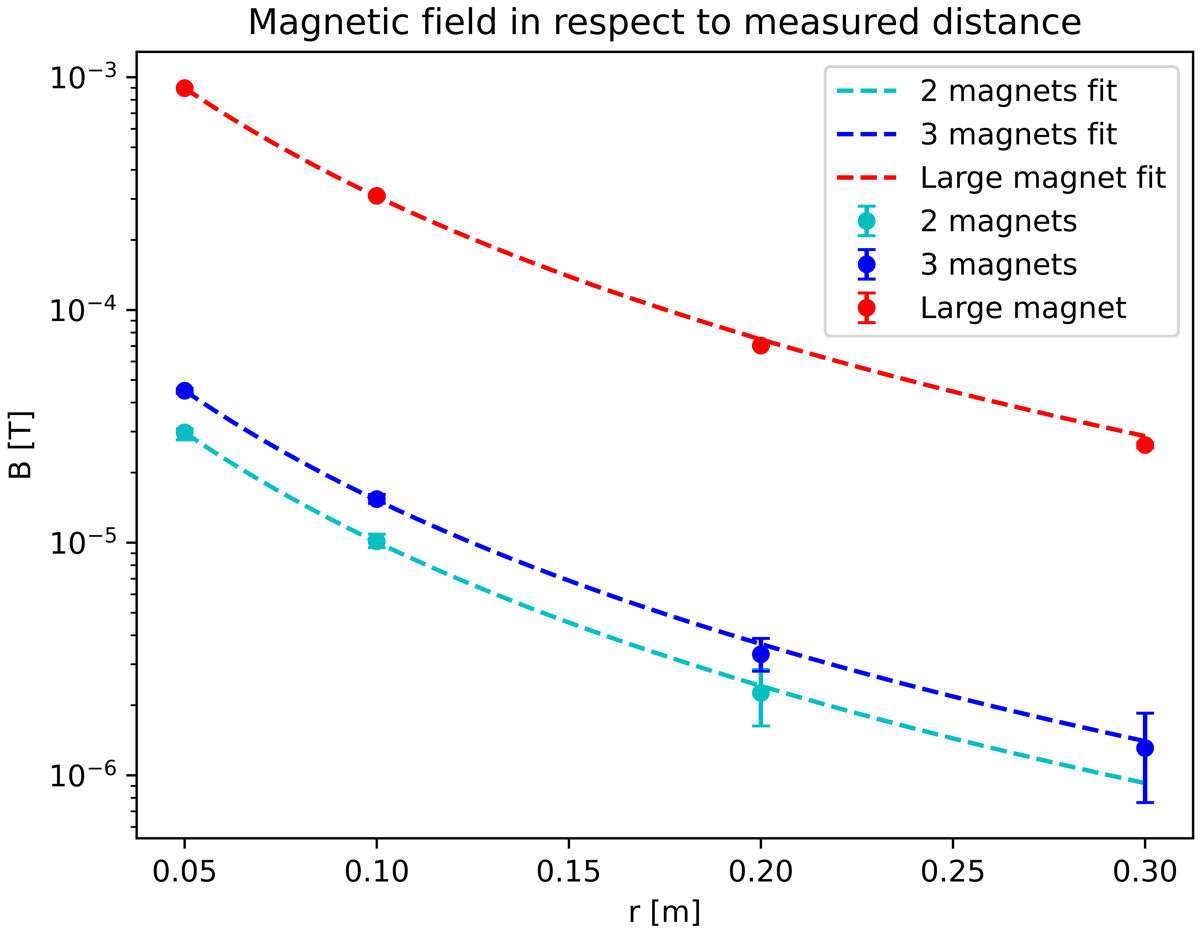 Magnetic field in respect to measured distance
10⁻³
10⁻⁴
10⁻⁵
10⁻⁶
B [T]
2 magnets fit
3 magnets fit
Large magnet fit
2 magnets
3 magnets
Large magnet
0.05 0.10 0.15 0.20 0.25 0.30
r [m]